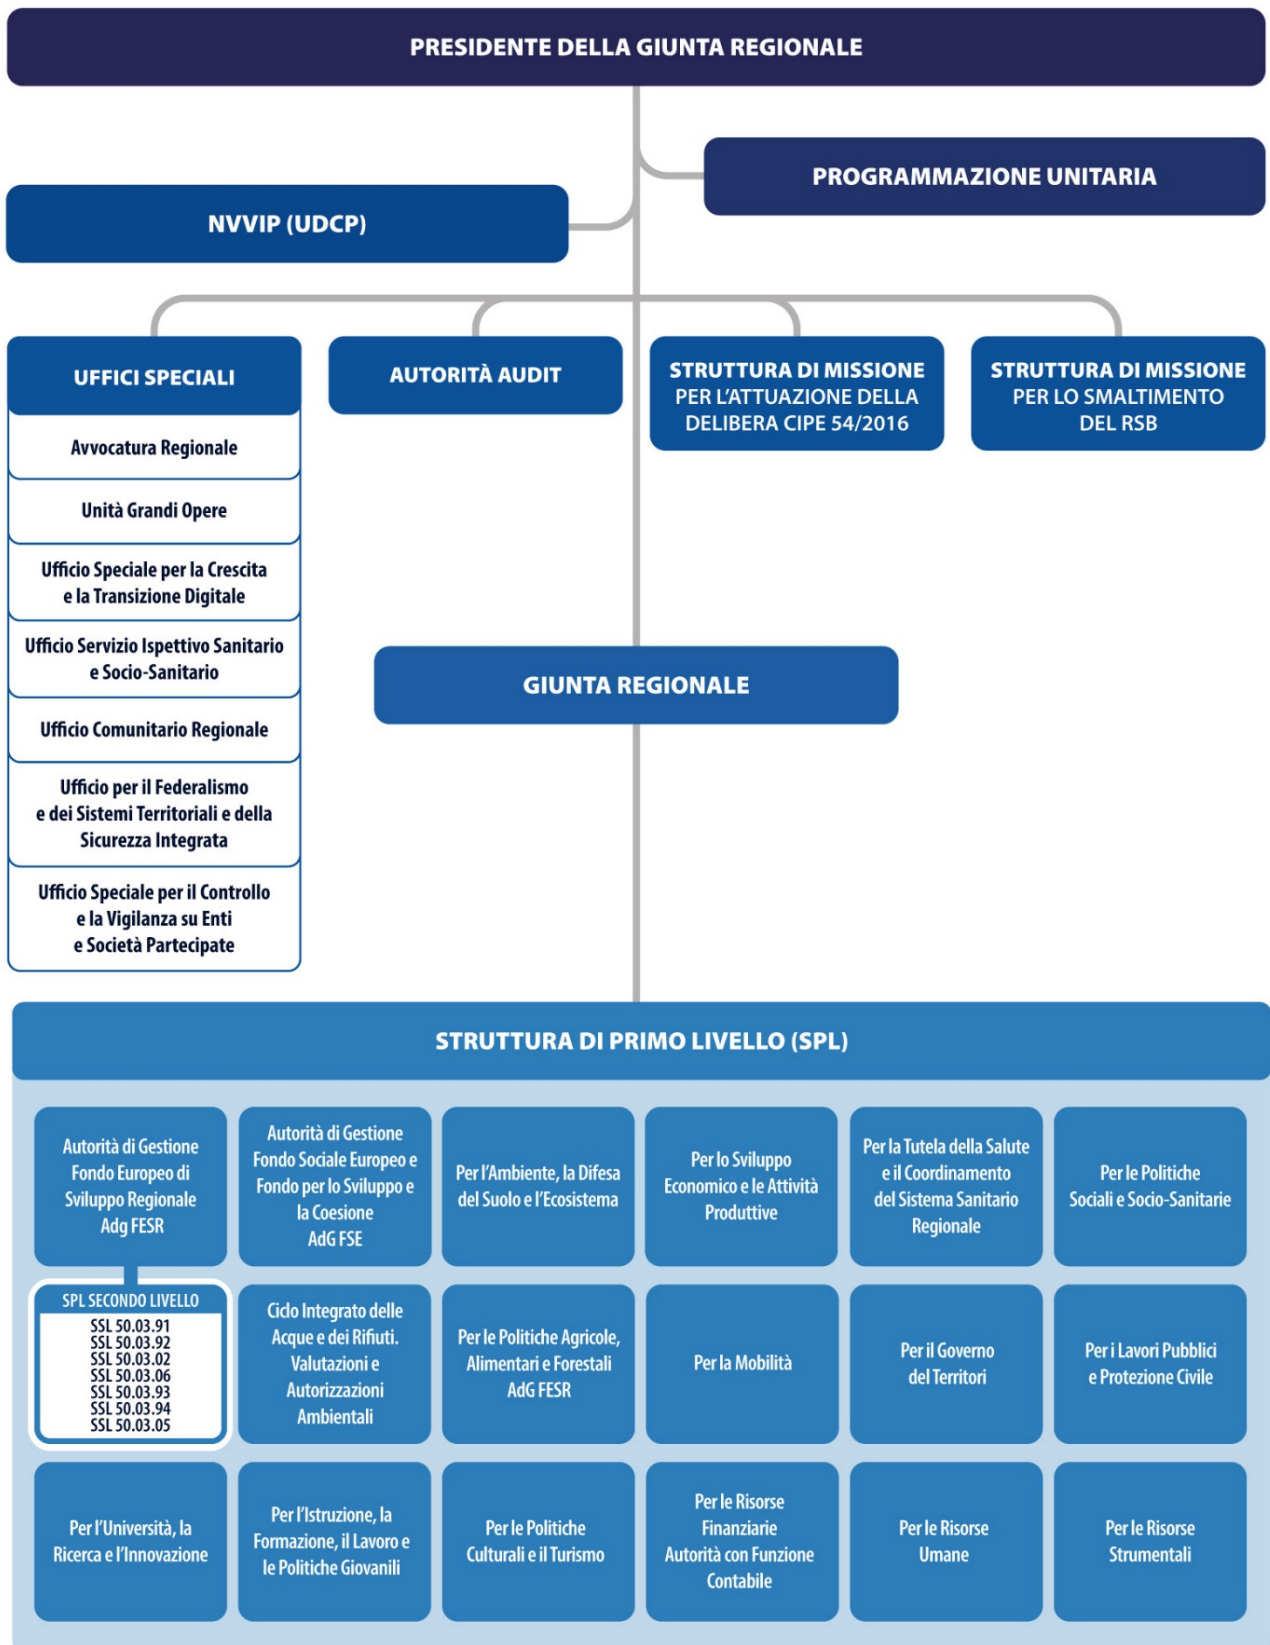 PRESIDENTE DELLA GIUNTA REGIONALE
PROGRAMMAZIONE UNITARIA
NVVIP (UDCP)
UFFICI SPECIALI
Avvocatura Regionale
Unità Grandi Opere
Ufficio Speciale per la Crescita
e la Transizione Digitale
Ufficio Servizio Ispettivo Sanitario
e Socio-Sanitario
Ufficio Comunitario Regionale
Ufficio per il Federalismo
e dei Sistemi Territoriali e della
Sicurezza Integrata
Ufficio Speciale per il Controllo
e la Vigilanza su Enti
e Società Partecipate
AUTORITÀ AUDIT
STRUTTURA DI MISSIONE
PER L'ATTUAZIONE DELLA
DELIBERA CIPE 54/2016
STRUTTURA DI MISSIONE
PER LO SMALTIMENTO
DEL RSB
GIUNTA REGIONALE
STRUTTURA DI PRIMO LIVELLO (SPL)
Autorità di Gestione
Fondo Europeo di
Sviluppo Regionale
Adg FESR
Autorità di Gestione
Fondo Sociale Europeo e
Fondo per lo Sviluppo e
la Coesione
AdG FSE
Per l'Ambiente, la Difesa
del Suolo e l'Ecosistema
Per lo Sviluppo
Economico e le Attività
Produttive
Per la Tutela della Salute
e il Coordinamento
del Sistema Sanitario
Regionale
Per le Politiche
Sociali e Socio-Sanitarie
SPL SECONDO LIVELLO
SSL 50.03.91
SSL 50.03.92
SSL 50.03.02
SSL 50.03.06
SSL 50.03.93
SSL 50.03.94
SSL 50.03.05
Ciclo Integrato delle
Acque e dei Rifiuti.
Valutazioni e
Autorizzazioni
Ambientali
Per le Politiche Agricole,
Alimentari e Forestali
AdG FESR
Per la Mobilità
Per il Governo
del Territori
Per i Lavori Pubblici
e Protezione Civile
Per l'Università, la
Ricerca e l'Innovazione
Per l'Istruzione, la
Formazione, il Lavoro e
le Politiche Giovanili
Per le Politiche
Culturali e il Turismo
Per le Risorse
Finanziarie
Autorità con Funzione
Contabile
Per le Risorse
Umane
Per le Risorse
Strumentali